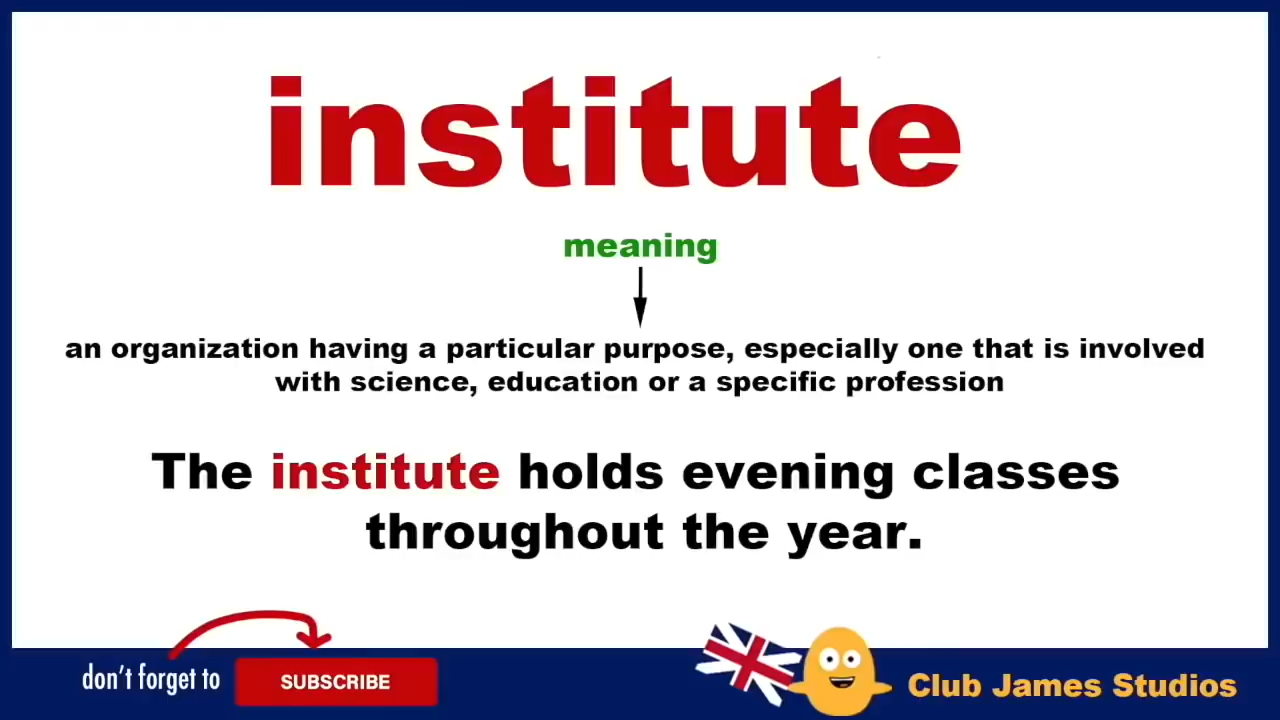 institute
meaning
an organization having a particular purpose, especially one that is involved
with science, education or a specific profession
The institute holds evening classes
throughout the year.
don't forget to SUBSCRIBE
Club James Studios